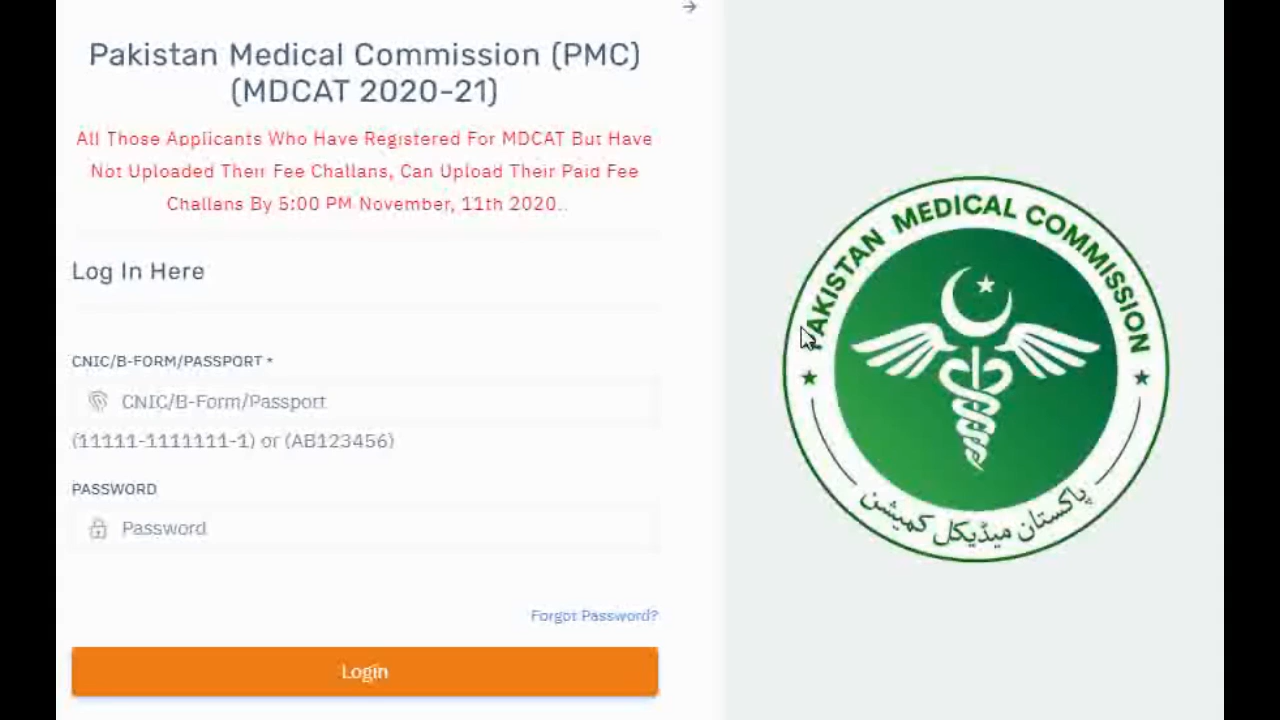 Pakistan Medical Commission (PMC)
(MDCAT 2020-21)
All Those Applicants Who Have Registered For MDCAT But Have
Not Uploaded Their Fee Challans, Can Upload Their Paid Fee
Challans By 5:00 PM November, 11th 2020..
Log In Here
CNIC/B-FORM/PASSPORT *
CNIC/B-Form/Passport
(11111-1111111-1) or (AB123456)
PASSWORD
Password
Forgot Password?
Login
PAKISTAN MEDICAL COMMISSION
پاکستان میڈیکل کمیشن